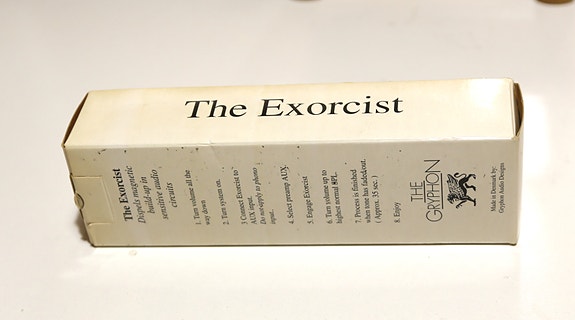 The Exorcist
The Exorcist
Dispels magnetic
build-up in
sensitive audio
circuits
1. Turn volume all the
way down
2. Turn system on.
3 Connect Exorcist to
AUX input.
Do not apply to phono
input.
4. Select preamp AUX.
5. Engage Exorcist
6. Turn volume up to
highest normal SPL.
7. Process is finished
when tone has fadedout.
( Approx. 35 sec. )
8. Enjoy
THE
GRYPHON
Made in Denmark by:
Gryphon Audio Designs